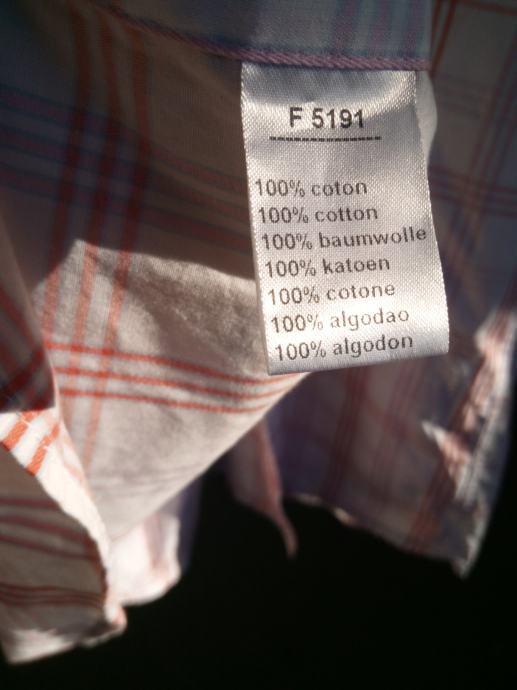 F 5191
100% coton
100% cotton
100% baumwolle
100% katoen
100% cotone
100% algodao
100% algodon